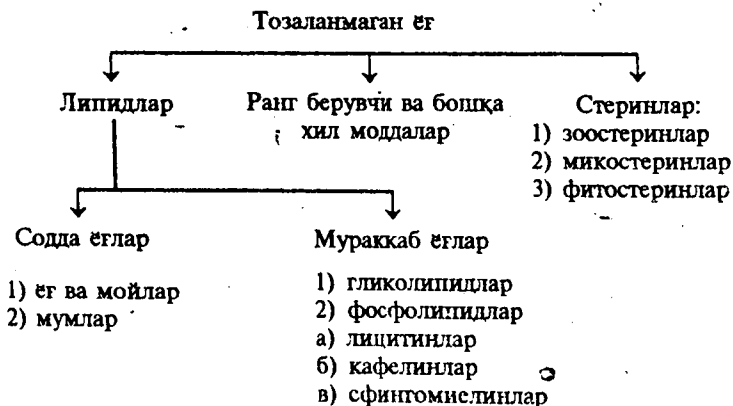 Тозаланмаган ёғ
Липидлар
Ранг берувчи ва бошқа
хил моддалар
Стеринлар:
1) зоостеринлар
2) микостеринлар
3) фитостеринлар
Содда ёғлар
1) ёғ ва мойлар
2) мумлар
Мураккаб ёғлар
1) гликолипидлар
2) фосфолипидлар
а) лицитинлар
б) кафелинлар
в) сфингомиелинлар